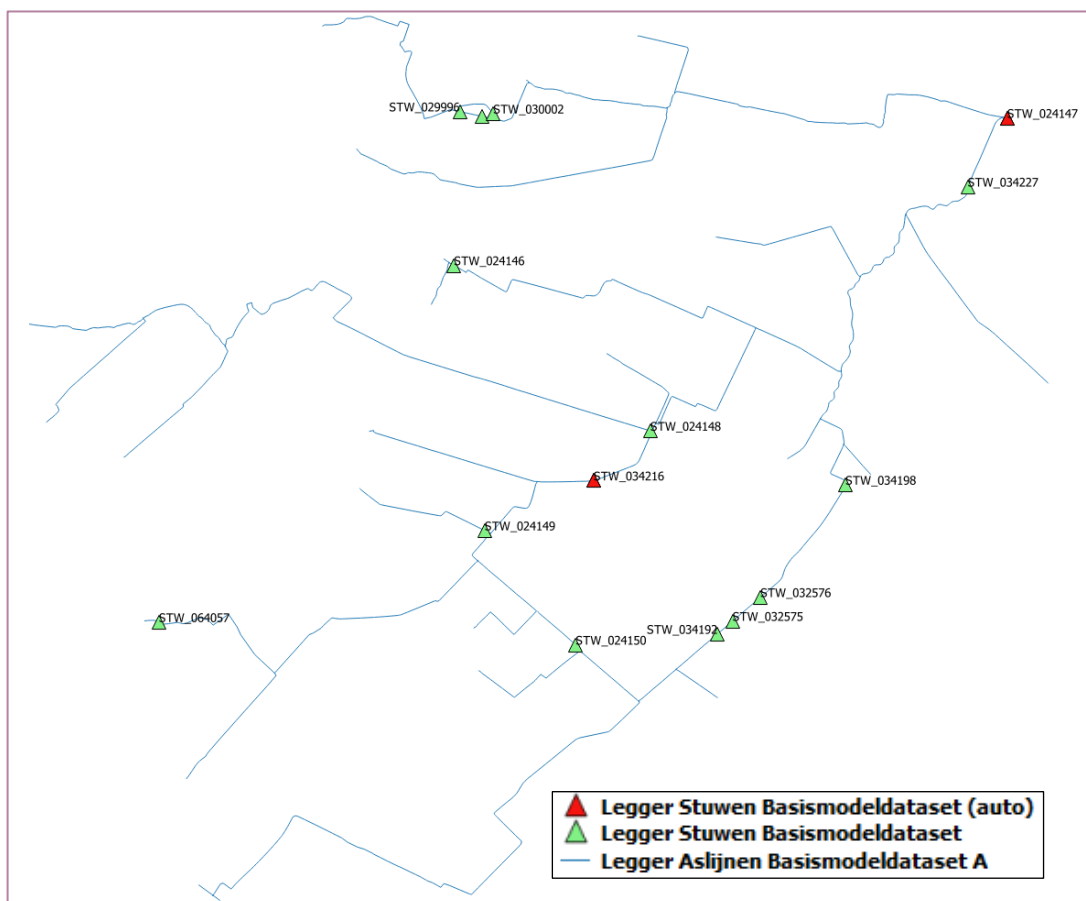 STW_029996
STW_030002
STW_024147
STW_034227
STW_024146
STW_024148
STW_034216
STW_034198
STW_024149
STW_032576
STW_064057
STW_032575
STW_034192
STW_024150
Legger Stuwen Basismodeldataset (auto)
Legger Stuwen Basismodeldataset
Legger Aslijnen Basismodeldataset A